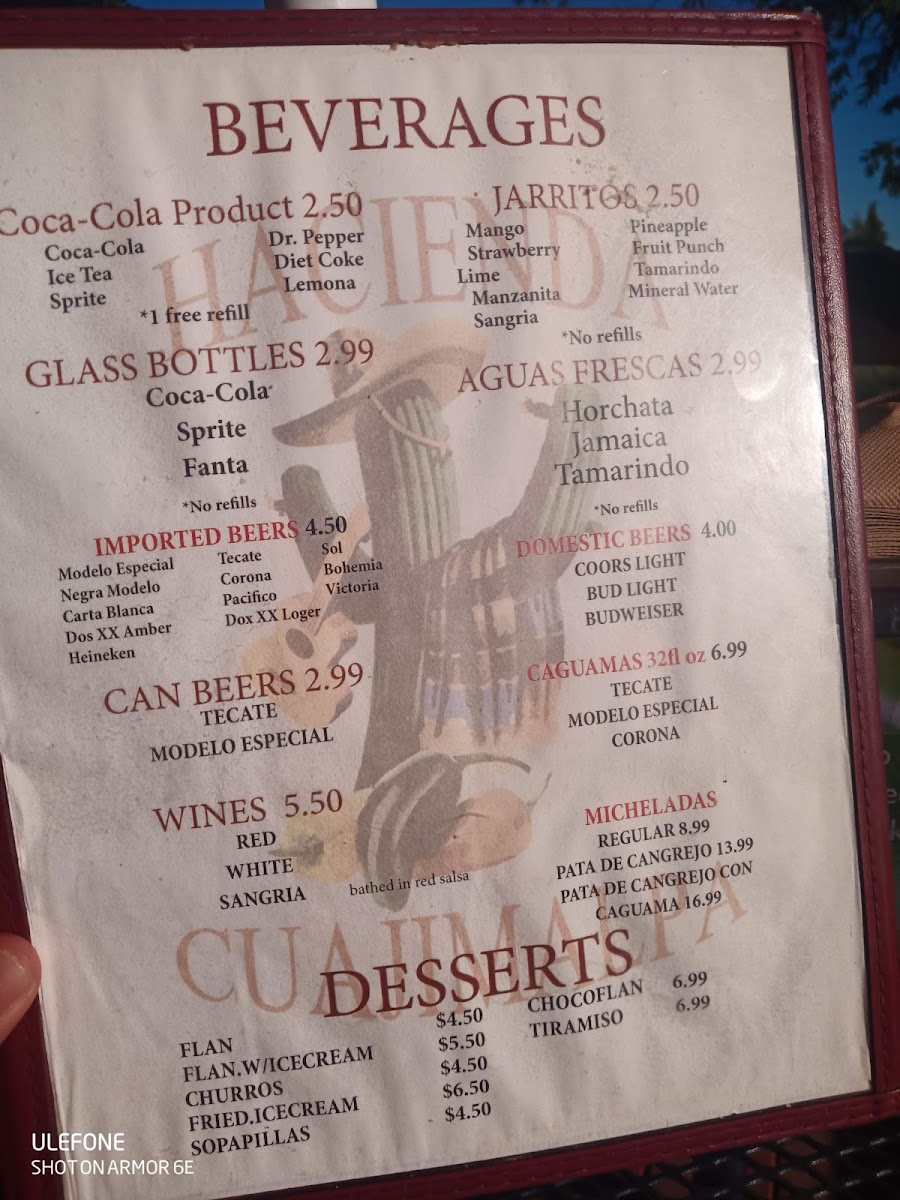 BEVERAGES
Coca-Cola Product 2.50
Coca-Cola
Ice Tea
Sprite
Dr. Pepper
Diet Coke
Lemona
*1 free refill
JARRITOS 2.50
Mango
Strawberry
Lime
Manzanita
Sangria
Pineapple
Fruit Punch
Tamarindo
Mineral Water
*No refills
HACIENDA
GLASS BOTTLES 2.99
Coca-Cola
Sprite
Fanta
*No refills
AGUAS FRESCAS 2.99
Horchata
Jamaica
Tamarindo
*No refills
IMPORTED BEERS 4.50
Modelo Especial
Negra Modelo
Carta Blanca
Dos XX Amber
Heineken
Tecate
Corona
Pacifico
Dox XX Loger
Sol
Bohemia
Victoria
DOMESTIC BEERS 4.00
COORS LIGHT
BUD LIGHT
BUDWEISER
CAN BEERS 2.99
TECATE
MODELO ESPECIAL
CAGUAMAS 32fl oz 6.99
TECATE
MODELO ESPECIAL
CORONA
WINES 5.50
RED
WHITE
SANGRIA
bathed in red salsa
MICHELADAS
REGULAR 8.99
PATA DE CANGREJO 13.99
PATA DE CANGREJO CON
CAGUAMA 16.99
CUAJIMALPA
DESSERTS
FLAN $4.50
FLAN.W/ICECREAM $5.50
CHURROS $4.50
FRIED.ICECREAM $6.50
SOPAPILLAS $4.50
CHOCOFLAN 6.99
TIRAMISO 6.99
ULEFONE
SHOT ON ARMOR 6E